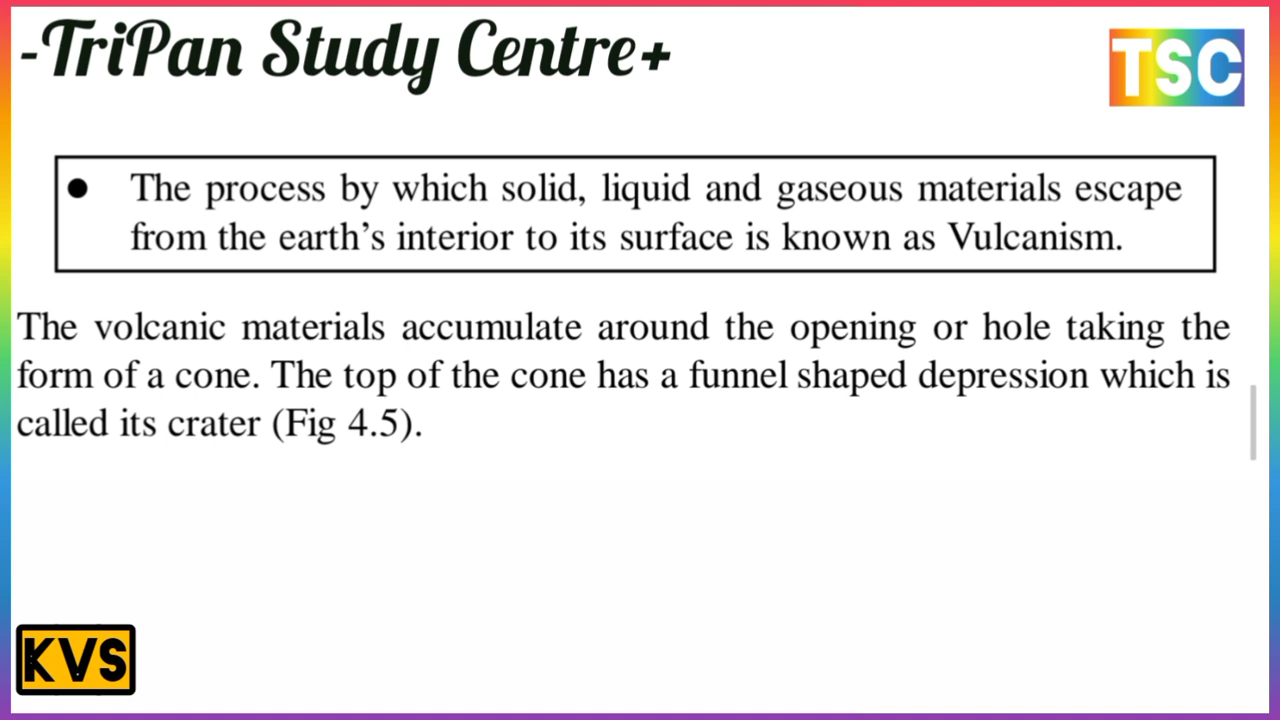 -TriPan Study Centre+
TSC
● The process by which solid, liquid and gaseous materials escape
from the earth’s interior to its surface is known as Vulcanism.
The volcanic materials accumulate around the opening or hole taking the
form of a cone. The top of the cone has a funnel shaped depression which is
called its crater (Fig 4.5).
KVS